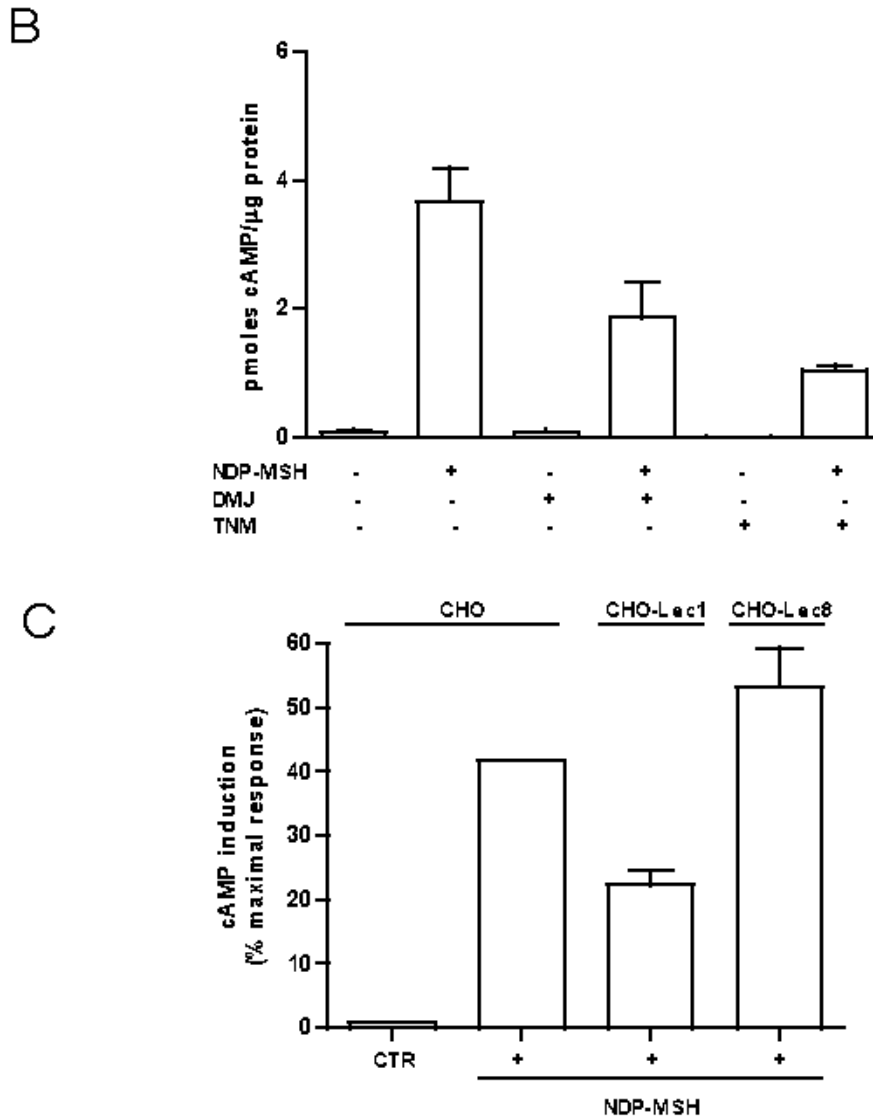 B
6
4
2
0
pmoles cAMP/µg protein
NDP-MSH - + - + - +
DMJ - - + + - -
TNM - - - - + +
C
CHO CHO-Lec1 CHO-Lec8
60
50
40
30
20
10
0
cAMP induction
(% maximal response)
CTR + + +
NDP-MSH